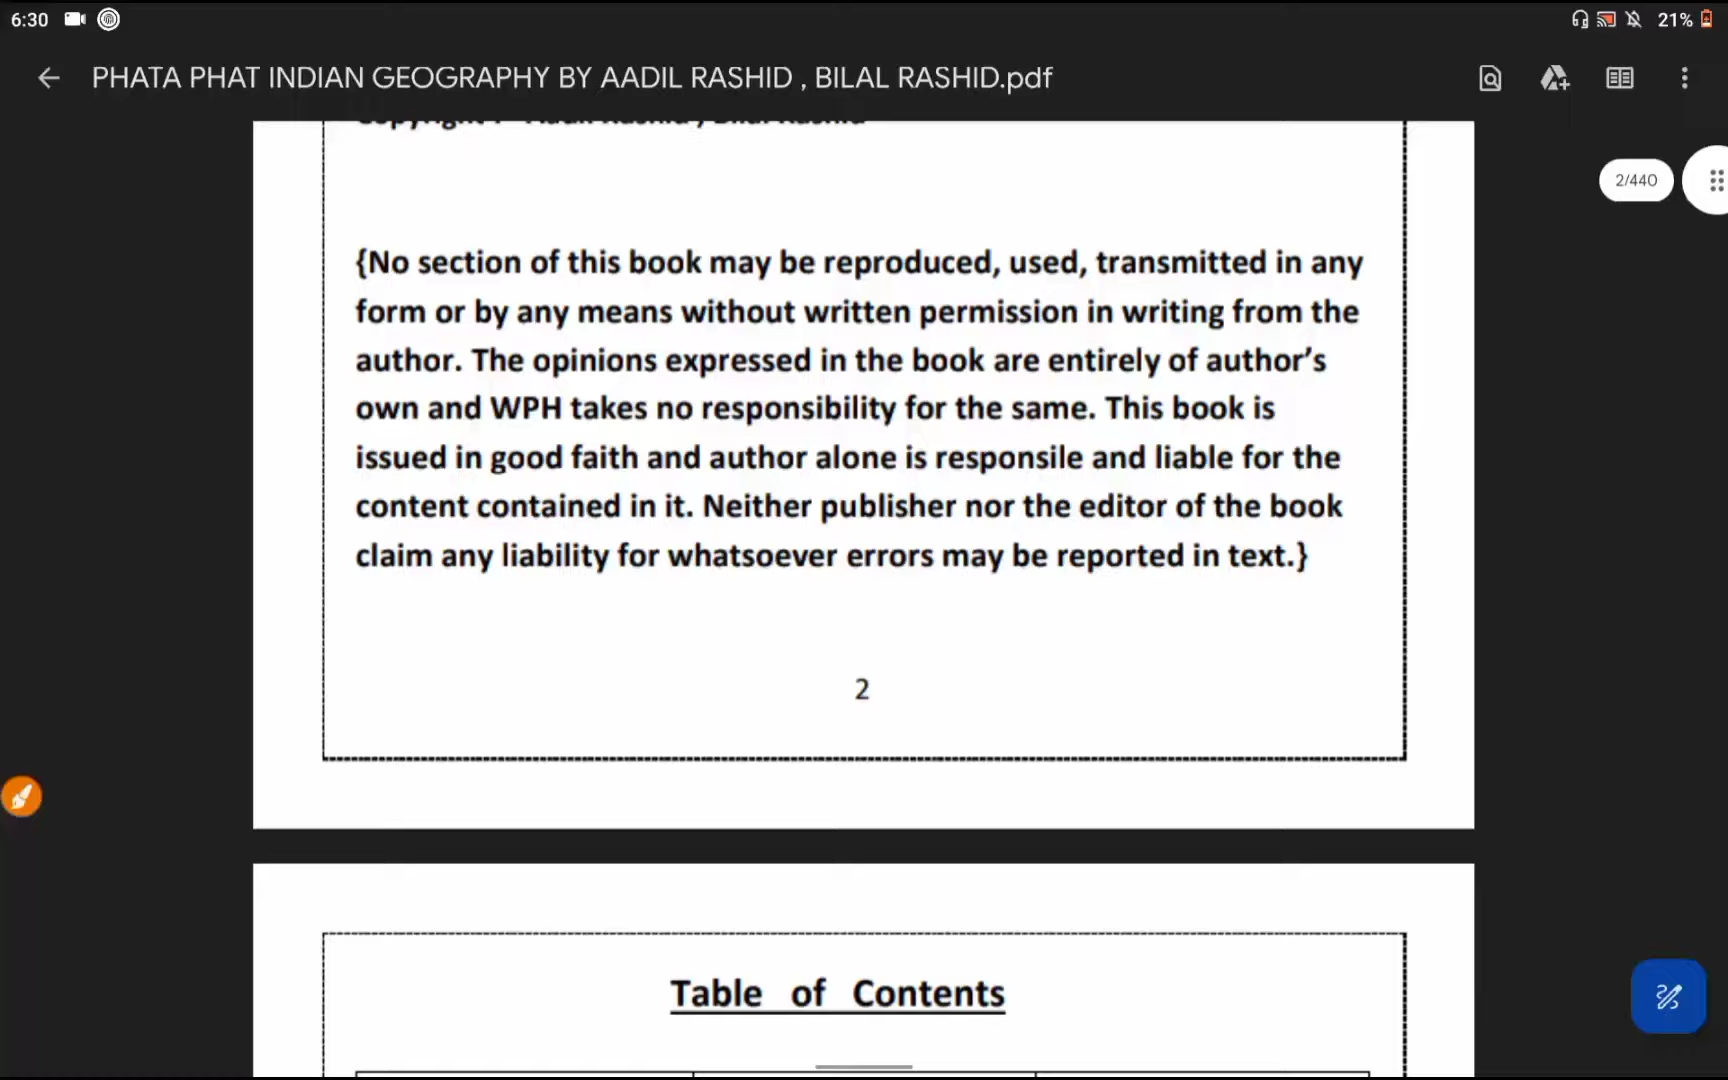 6:30
21%
PHATA PHAT INDIAN GEOGRAPHY BY AADIL RASHID , BILAL RASHID.pdf
2/440
{No section of this book may be reproduced, used, transmitted in any
form or by any means without written permission in writing from the
author. The opinions expressed in the book are entirely of author’s
own and WPH takes no responsibility for the same. This book is
issued in good faith and author alone is responsile and liable for the
content contained in it. Neither publisher nor the editor of the book
claim any liability for whatsoever errors may be reported in text.}
2
Table of Contents